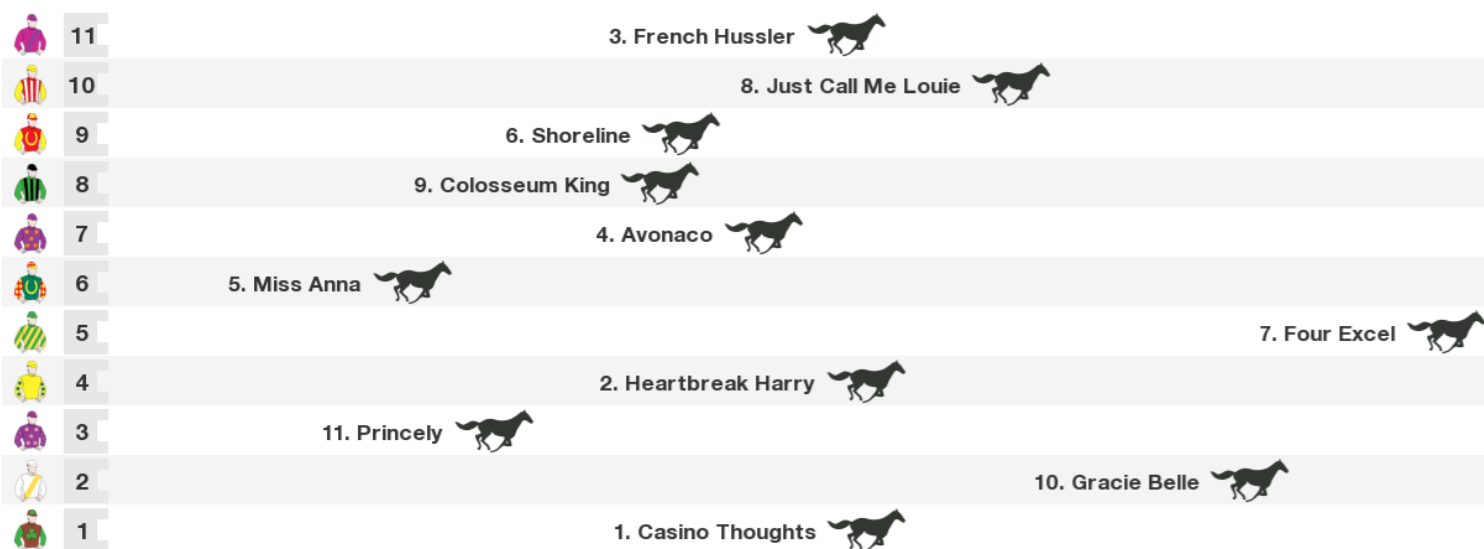 11 3. French Hussler
10 8. Just Call Me Louie
9 6. Shoreline
8 9. Colosseum King
7 4. Avonaco
6 5. Miss Anna
5 7. Four Excel
4 2. Heartbreak Harry
3 11. Princely
2 10. Gracie Belle
1 1. Casino Thoughts